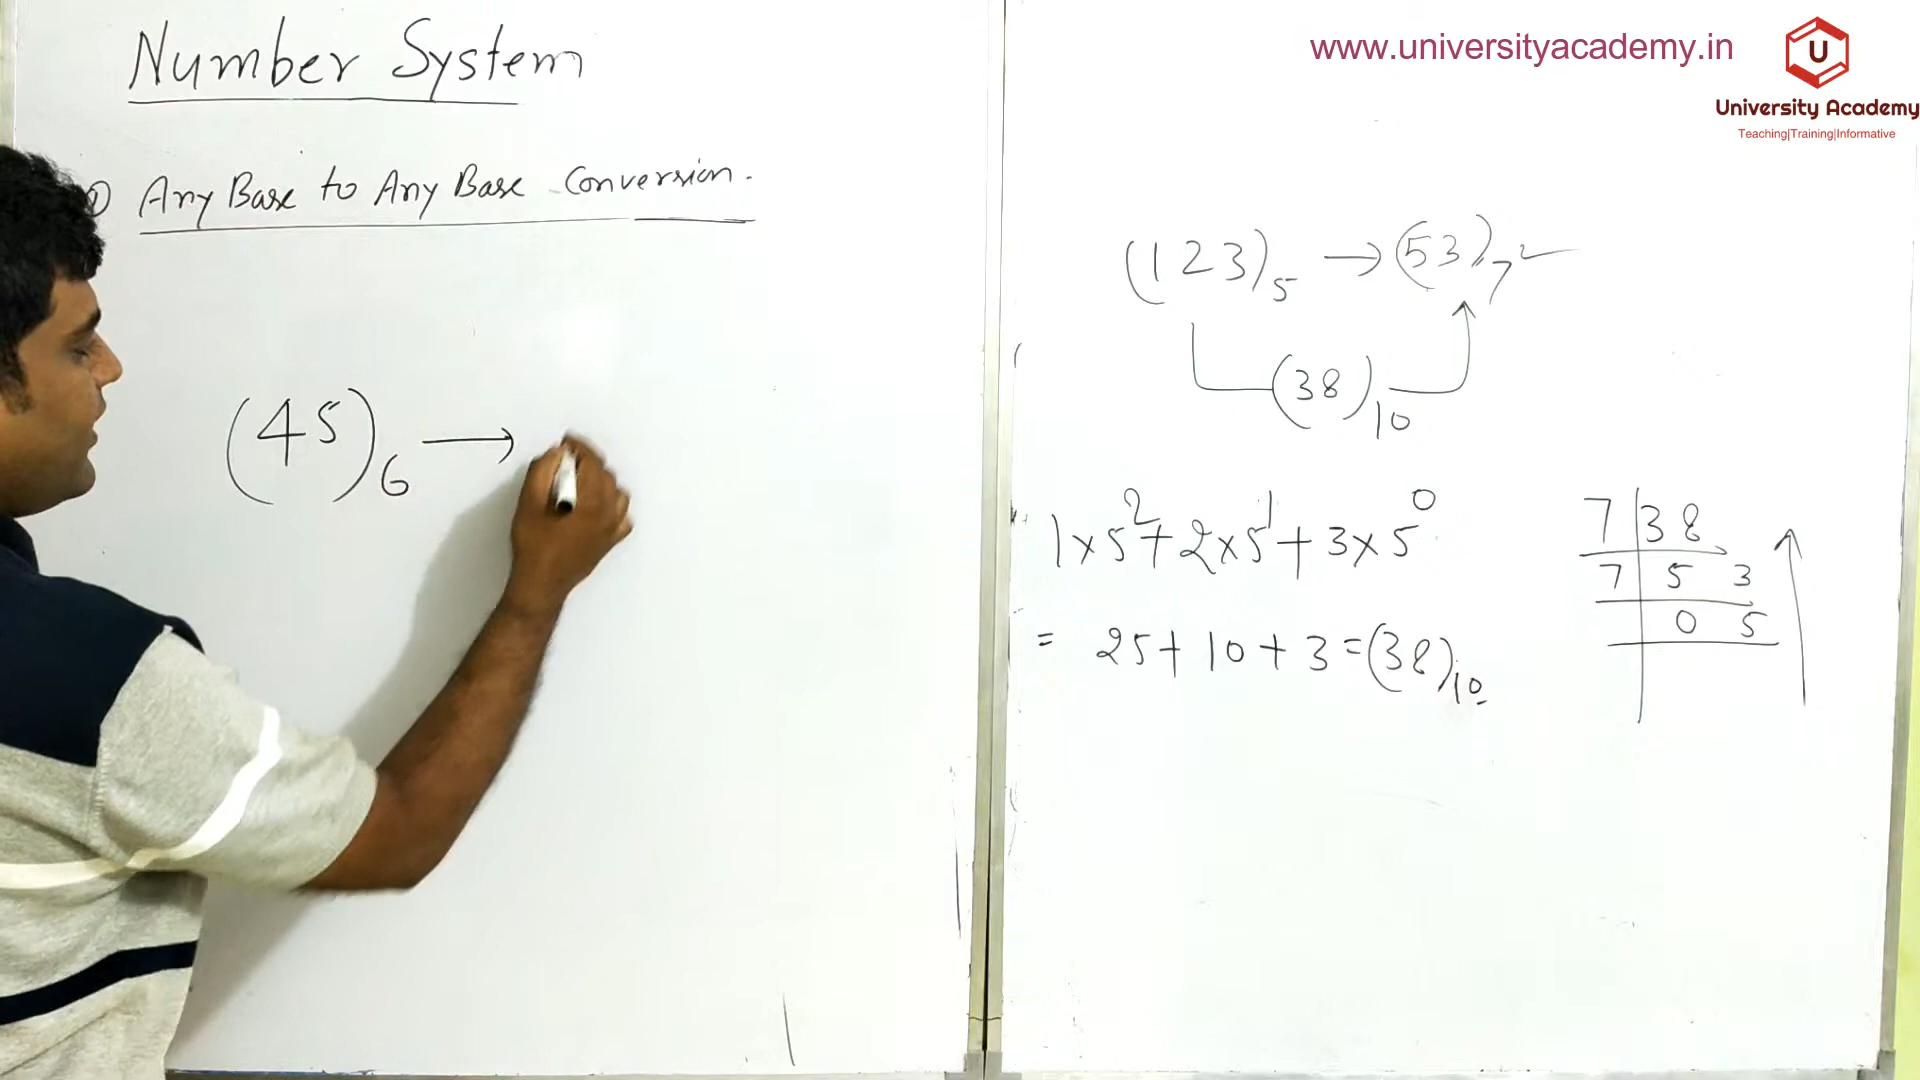 Number System
1) Any Base to Any Base Conversion.
(45)₆ →
www.universityacademy.in
U
University Academy
Teaching|Training|Informative
(123)₅ → (53)₇
(38)₁₀
1×5²+2×5¹+3×5⁰
= 25+10+3=(38)₁₀
7 | 38
7 | 5 3
0 5